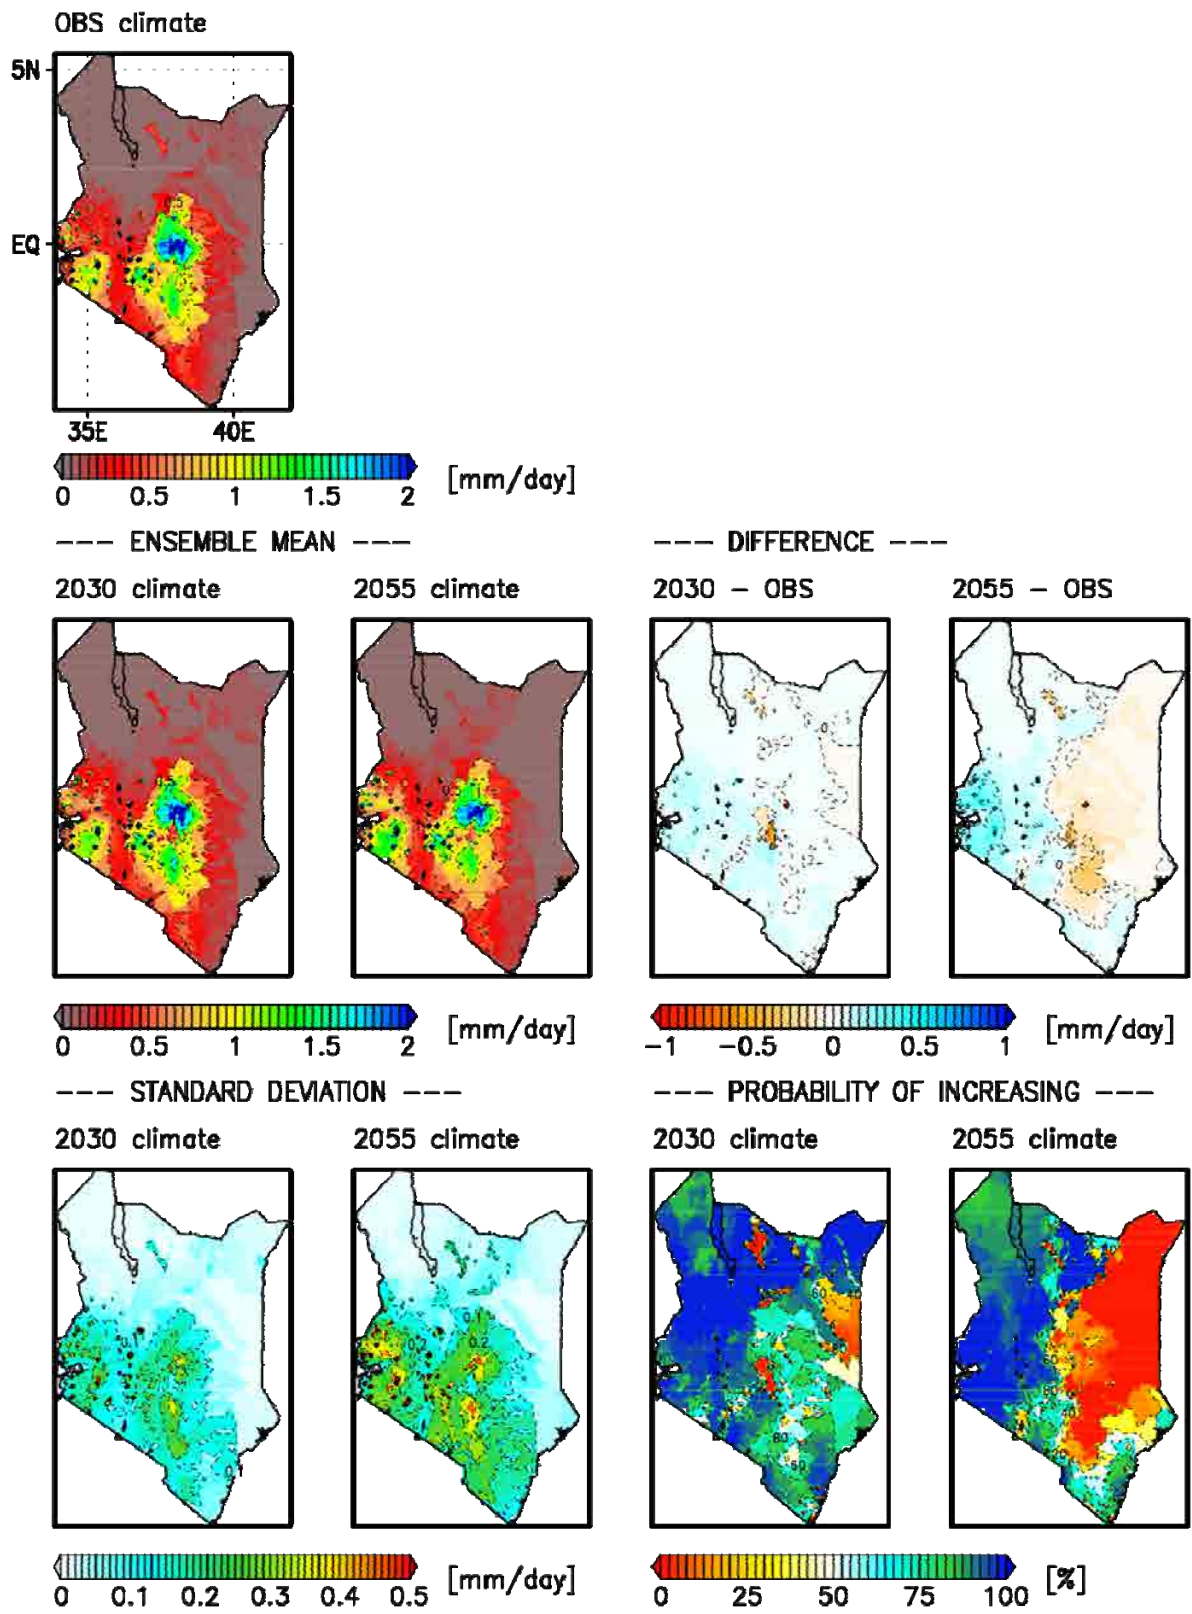 OBS climate
5N
EQ
35E 40E
0 0.5 1 1.5 2 [mm/day]
--- ENSEMBLE MEAN --- --- DIFFERENCE ---
2030 climate 2055 climate 2030 - OBS 2055 - OBS
0 0.5 1 1.5 2 [mm/day] -1 -0.5 0 0.5 1 [mm/day]
--- STANDARD DEVIATION --- --- PROBABILITY OF INCREASING ---
2030 climate 2055 climate 2030 climate 2055 climate
0 0.1 0.2 0.3 0.4 0.5 [mm/day] 0 25 50 75 100 [%]